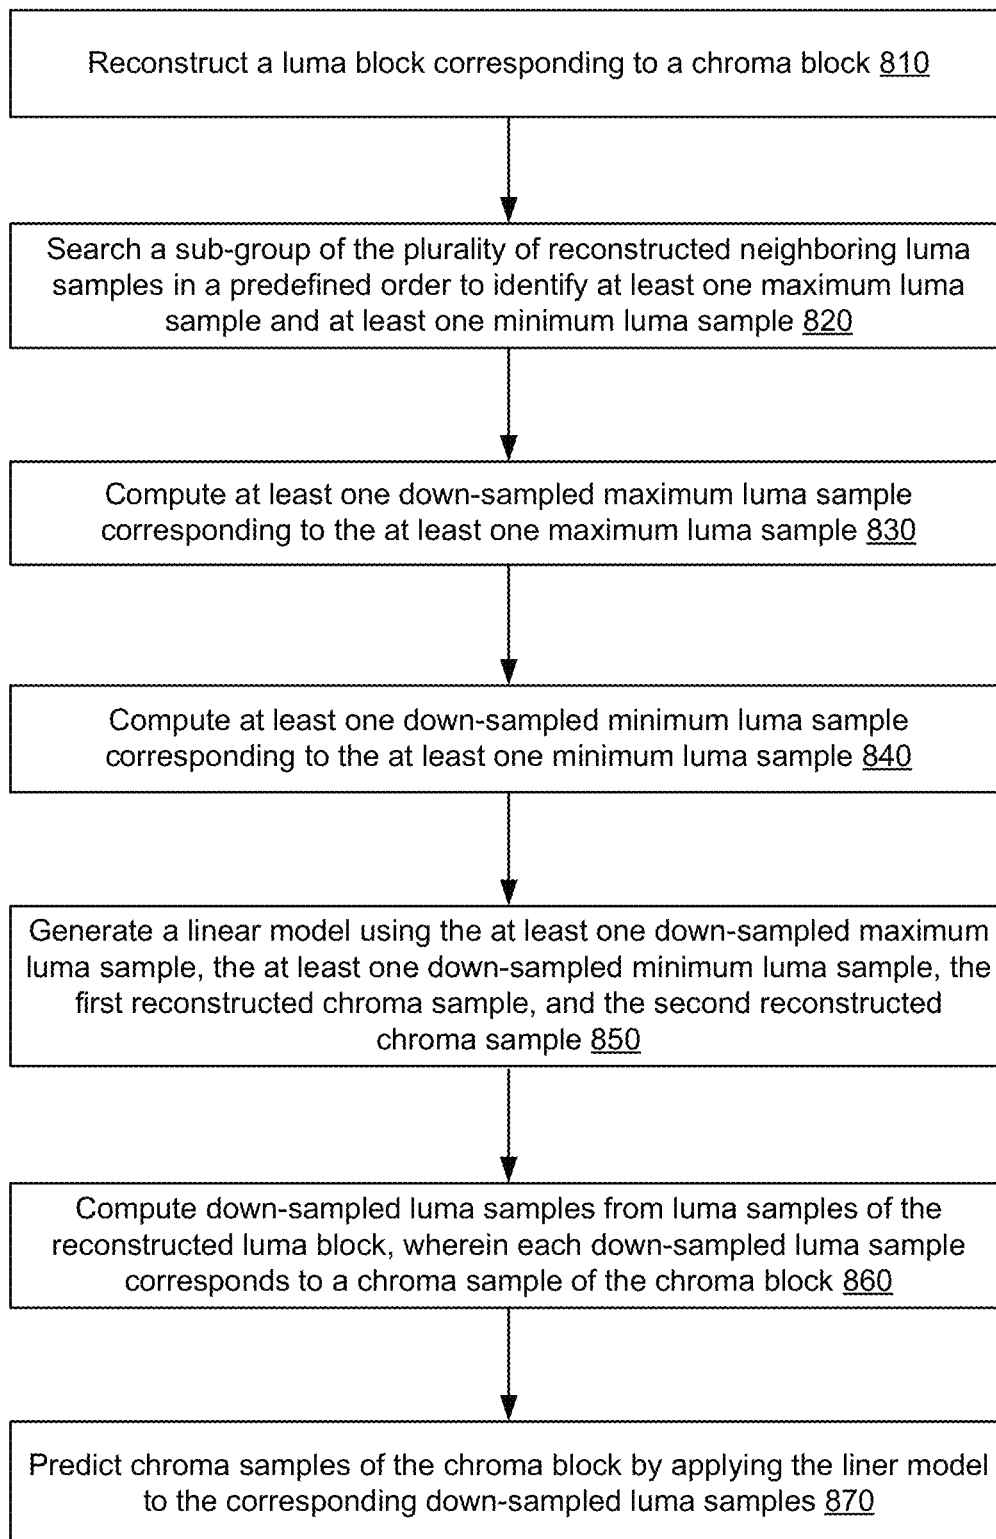 Reconstruct a luma block corresponding to a chroma block 810
Search a sub-group of the plurality of reconstructed neighboring luma
samples in a predefined order to identify at least one maximum luma
sample and at least one minimum luma sample 820
Compute at least one down-sampled maximum luma sample
corresponding to the at least one maximum luma sample 830
Compute at least one down-sampled minimum luma sample
corresponding to the at least one minimum luma sample 840
Generate a linear model using the at least one down-sampled maximum
luma sample, the at least one down-sampled minimum luma sample, the
first reconstructed chroma sample, and the second reconstructed
chroma sample 850
Compute down-sampled luma samples from luma samples of the
reconstructed luma block, wherein each down-sampled luma sample
corresponds to a chroma sample of the chroma block 860
Predict chroma samples of the chroma block by applying the liner model
to the corresponding down-sampled luma samples 870